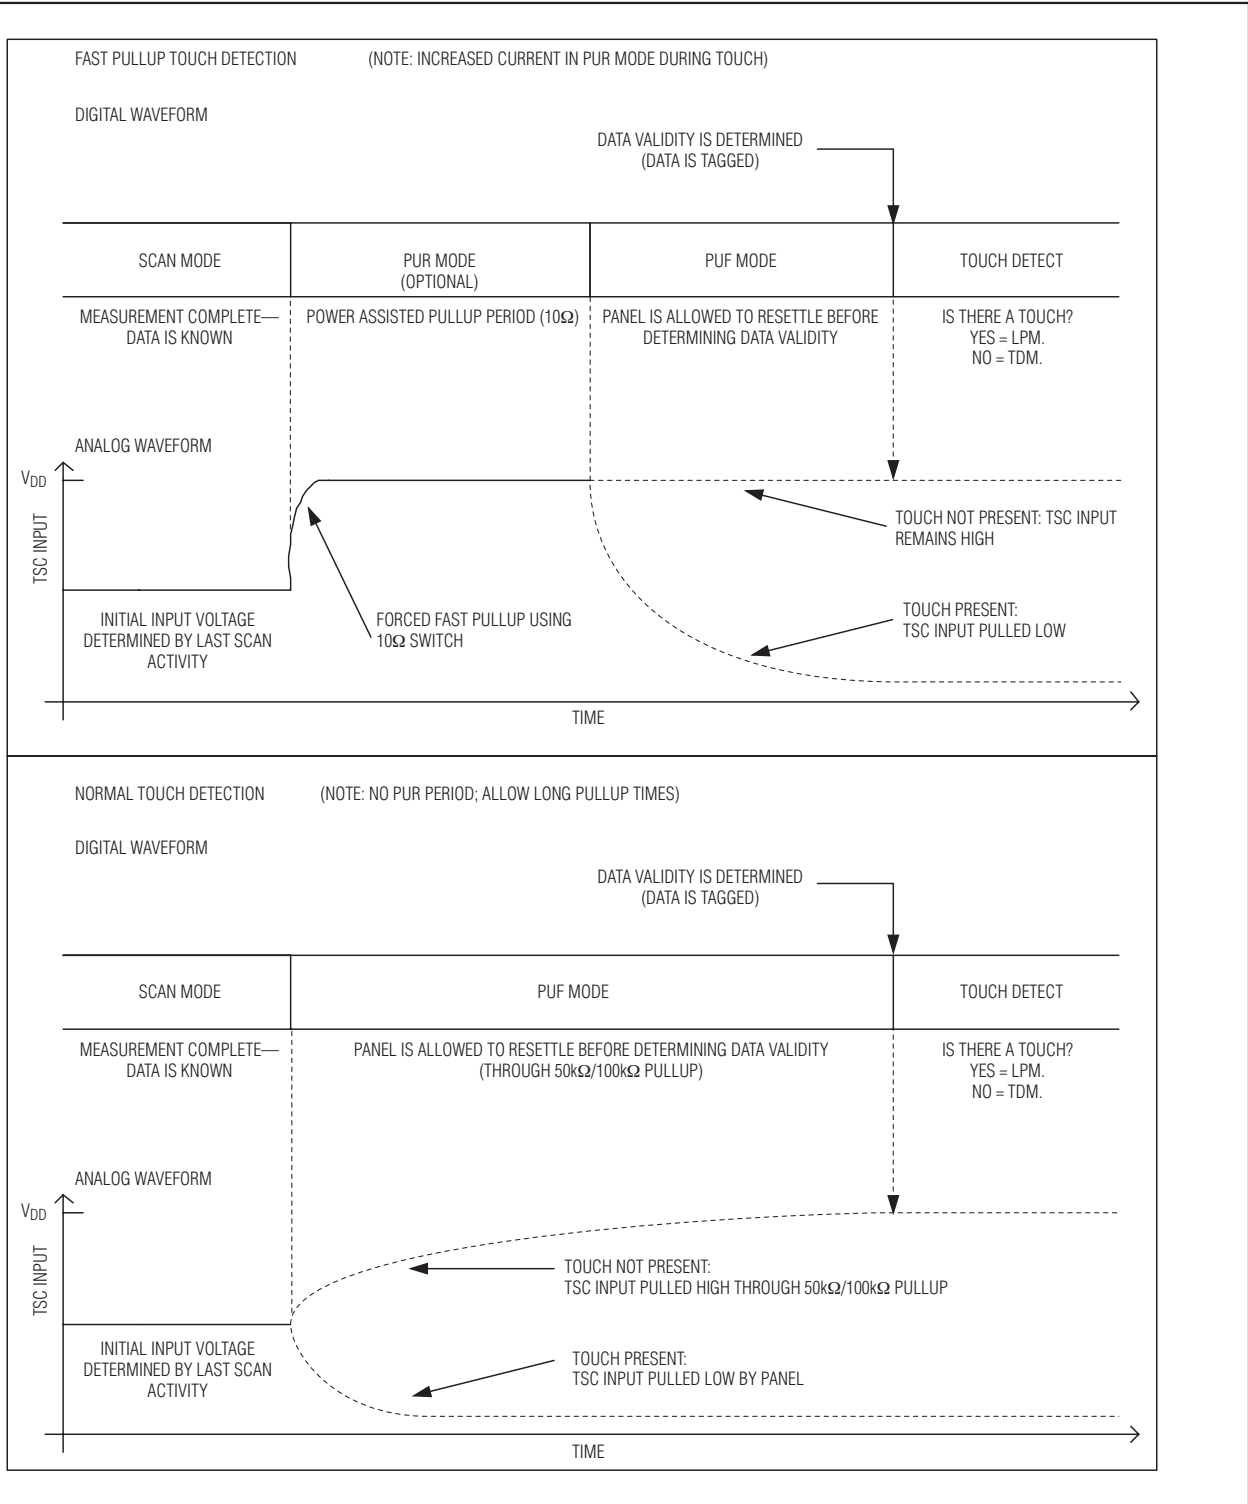 FAST PULLUP TOUCH DETECTION (NOTE: INCREASED CURRENT IN PUR MODE DURING TOUCH)
DIGITAL WAVEFORM
DATA VALIDITY IS DETERMINED
(DATA IS TAGGED)
SCAN MODE
PUR MODE
(OPTIONAL)
PUF MODE
TOUCH DETECT
MEASUREMENT COMPLETE—
DATA IS KNOWN
POWER ASSISTED PULLUP PERIOD (10Ω)
PANEL IS ALLOWED TO RESETTLE BEFORE
DETERMINING DATA VALIDITY
IS THERE A TOUCH?
YES = LPM.
NO = TDM.
ANALOG WAVEFORM
VDD
TSC INPUT
TOUCH NOT PRESENT: TSC INPUT
REMAINS HIGH
INITIAL INPUT VOLTAGE
DETERMINED BY LAST SCAN
ACTIVITY
FORCED FAST PULLUP USING
10Ω SWITCH
TOUCH PRESENT:
TSC INPUT PULLED LOW
TIME
NORMAL TOUCH DETECTION (NOTE: NO PUR PERIOD; ALLOW LONG PULLUP TIMES)
DIGITAL WAVEFORM
DATA VALIDITY IS DETERMINED
(DATA IS TAGGED)
SCAN MODE
PUF MODE
TOUCH DETECT
MEASUREMENT COMPLETE—
DATA IS KNOWN
PANEL IS ALLOWED TO RESETTLE BEFORE DETERMINING DATA VALIDITY
(THROUGH 50kΩ/100kΩ PULLUP)
IS THERE A TOUCH?
YES = LPM.
NO = TDM.
ANALOG WAVEFORM
VDD
TSC INPUT
TOUCH NOT PRESENT:
TSC INPUT PULLED HIGH THROUGH 50kΩ/100kΩ PULLUP
INITIAL INPUT VOLTAGE
DETERMINED BY LAST SCAN
ACTIVITY
TOUCH PRESENT:
TSC INPUT PULLED LOW BY PANEL
TIME